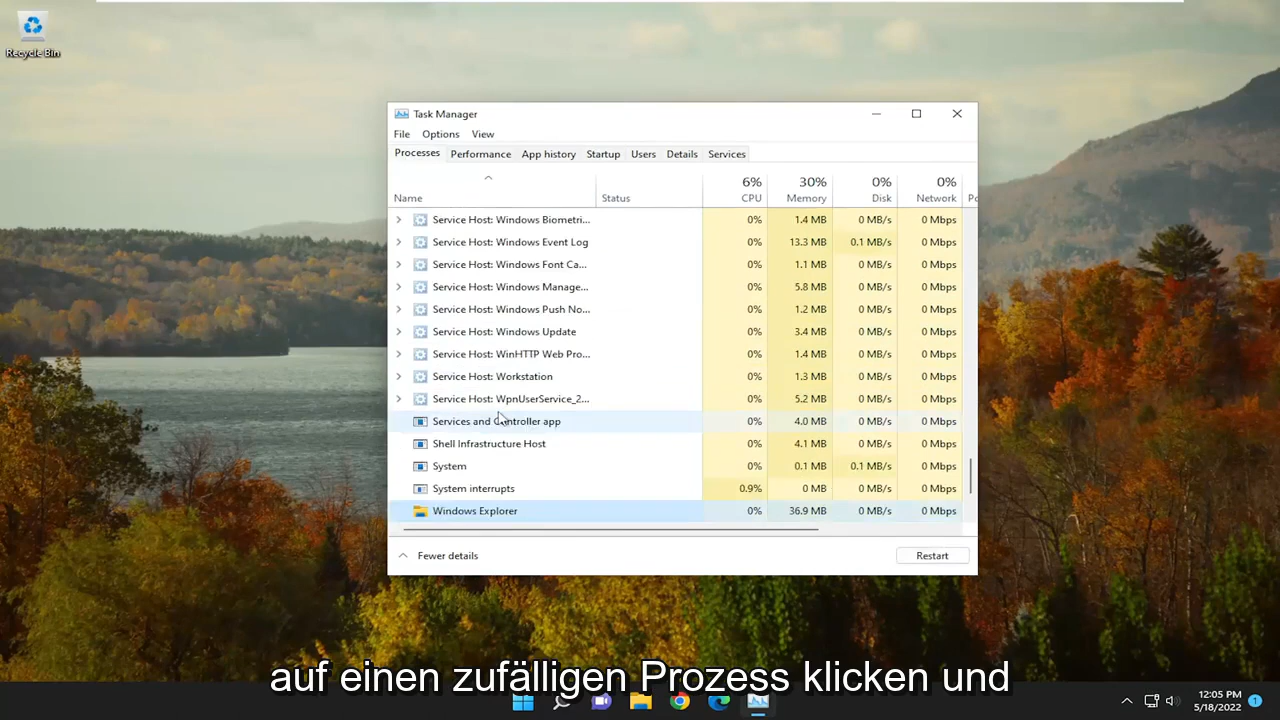 Recycle Bin
Task Manager
File Options View
Processes Performance App history Startup Users Details Services
6% 30% 0% 0%
Name Status CPU Memory Disk Network Po
Service Host: Windows Biometri... 0% 1.4 MB 0 MB/s 0 Mbps
Service Host: Windows Event Log 0% 13.3 MB 0.1 MB/s 0 Mbps
Service Host: Windows Font Ca... 0% 1.1 MB 0 MB/s 0 Mbps
Service Host: Windows Manage... 0% 5.8 MB 0 MB/s 0 Mbps
Service Host: Windows Push No... 0% 1.2 MB 0 MB/s 0 Mbps
Service Host: Windows Update 0% 3.4 MB 0 MB/s 0 Mbps
Service Host: WinHTTP Web Pro... 0% 1.4 MB 0 MB/s 0 Mbps
Service Host: Workstation 0% 1.3 MB 0 MB/s 0 Mbps
Service Host: WpnUserService_2... 0% 5.2 MB 0 MB/s 0 Mbps
Services and Controller app 0% 4.0 MB 0 MB/s 0 Mbps
Shell Infrastructure Host 0% 4.1 MB 0 MB/s 0 Mbps
System 0% 0.1 MB 0.1 MB/s 0 Mbps
System interrupts 0.9% 0 MB 0 MB/s 0 Mbps
Windows Explorer 0% 36.9 MB 0 MB/s 0 Mbps
Fewer details Restart
auf einen zufälligen Prozess klicken und
12:05 PM
5/18/2022
1